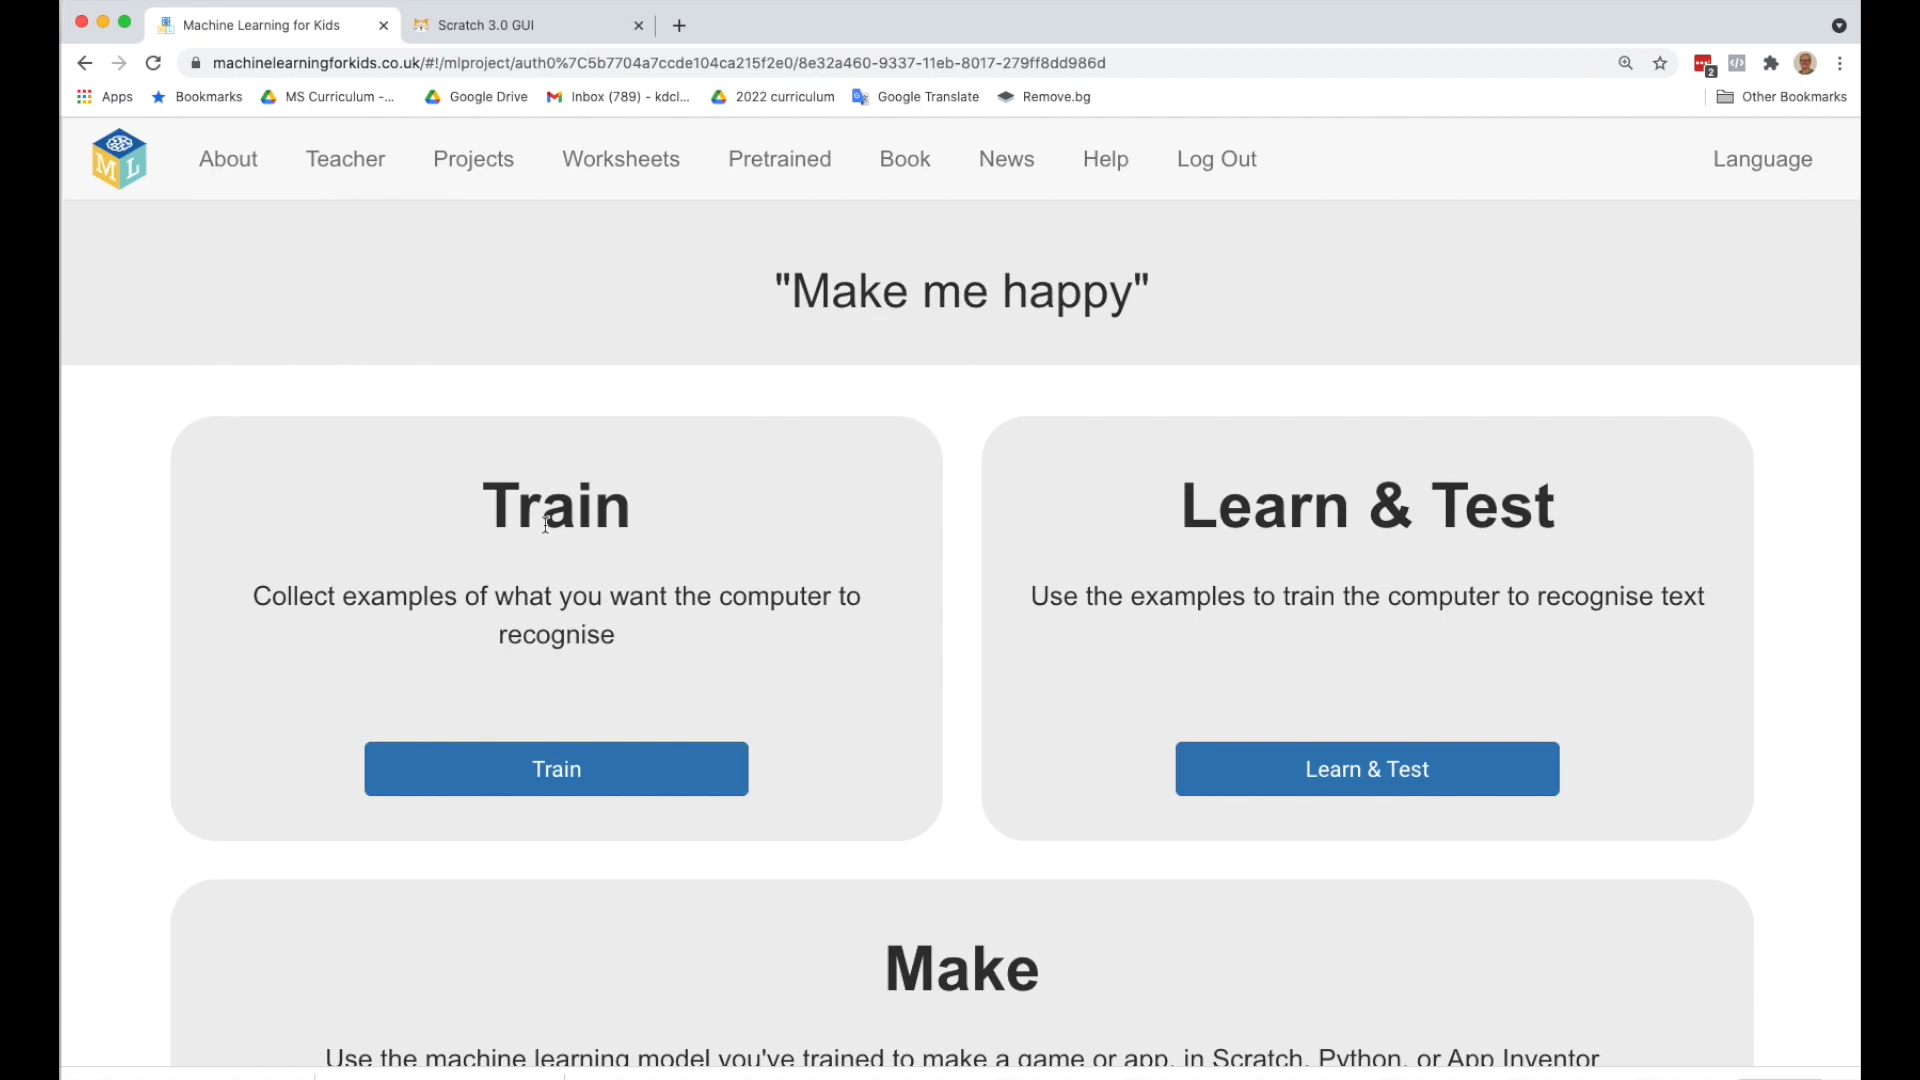 Machine Learning for Kids
Scratch 3.0 GUI
machinelearningforkids.co.uk/#!/mlproject/auth0%7C5b7704a7ccde104ca215f2e0/8e32a460-9337-11eb-8017-279ff8dd986d
2
Apps
Bookmarks
MS Curriculum -...
Google Drive
Inbox (789) - kdcl...
2022 curriculum
Google Translate
Remove.bg
Other Bookmarks
M L
About
Teacher
Projects
Worksheets
Pretrained
Book
News
Help
Log Out
Language
"Make me happy"
Train
Collect examples of what you want the computer to
recognise
Train
Learn & Test
Use the examples to train the computer to recognise text
Learn & Test
Make
Use the machine learning model you've trained to make a game or app, in Scratch, Python, or App Inventor